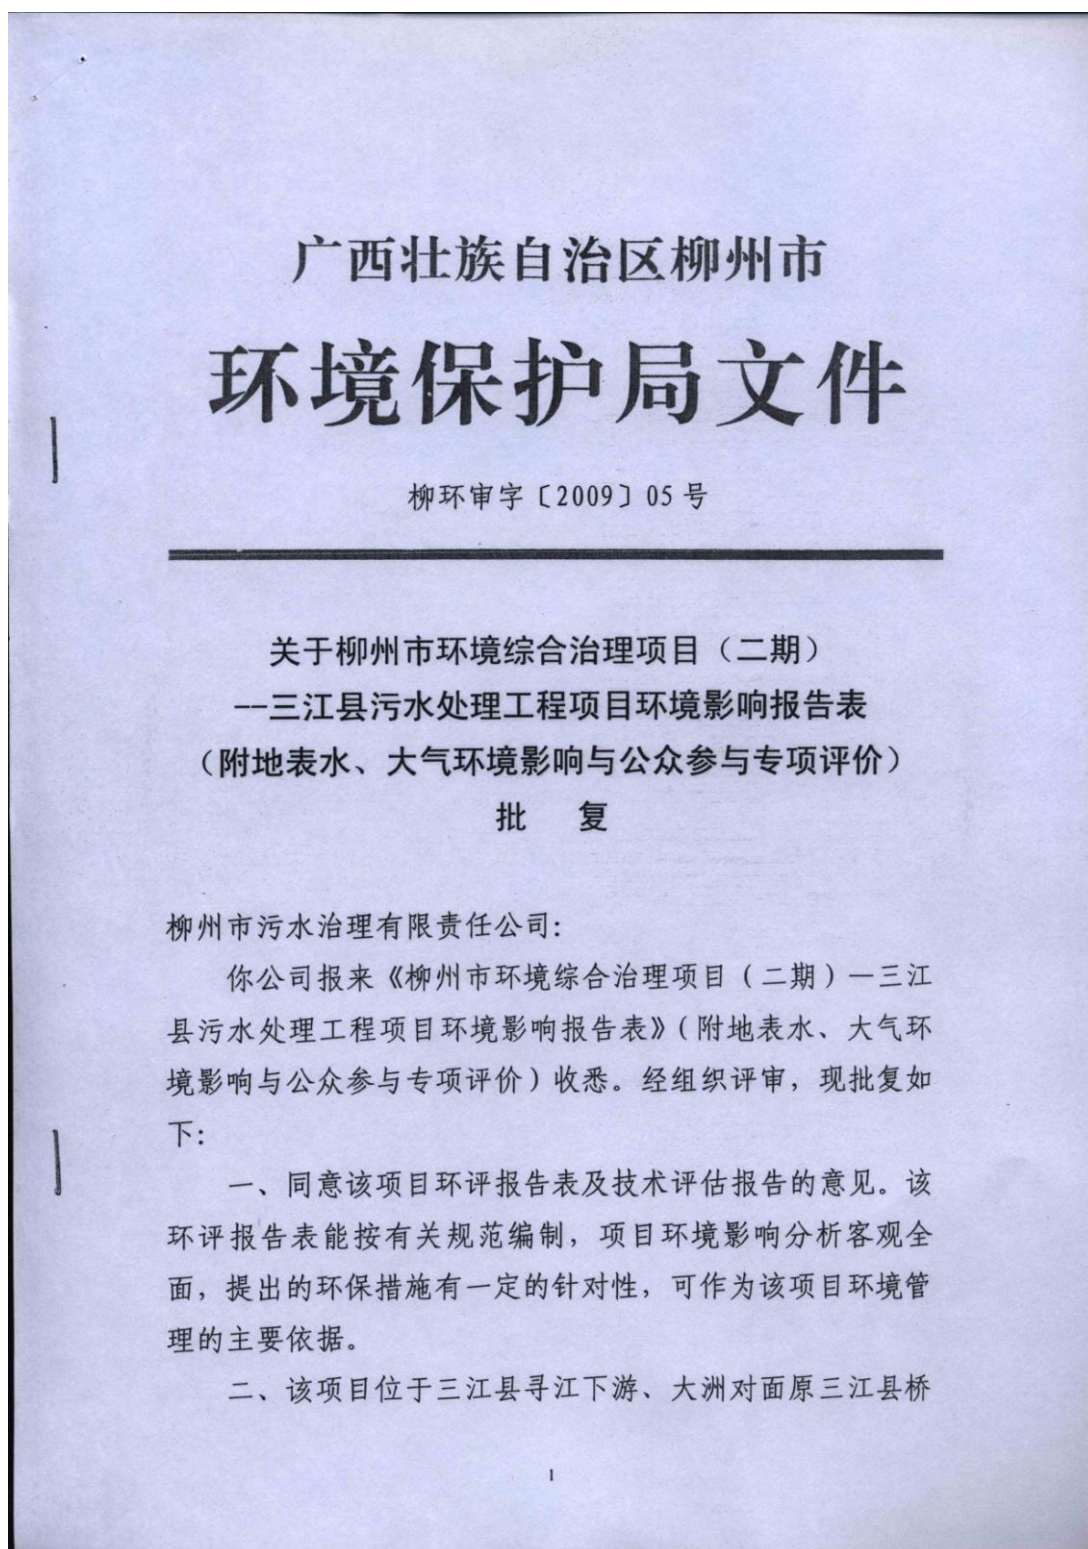 广西壮族自治区柳州市
环境保护局文件
柳环审字〔2009〕05号
关于柳州市环境综合治理项目（二期）
--三江县污水处理工程项目环境影响报告表
（附地表水、大气环境影响与公众参与专项评价）
批 复
柳州市污水治理有限责任公司：
你公司报来《柳州市环境综合治理项目（二期）—三江
县污水处理工程项目环境影响报告表》（附地表水、大气环
境影响与公众参与专项评价）收悉。经组织评审，现批复如
下：
一、同意该项目环评报告表及技术评估报告的意见。该
环评报告表能按有关规范编制，项目环境影响分析客观全
面，提出的环保措施有一定的针对性，可作为该项目环境管
理的主要依据。
二、该项目位于三江县寻江下游、大洲对面原三江县桥
1